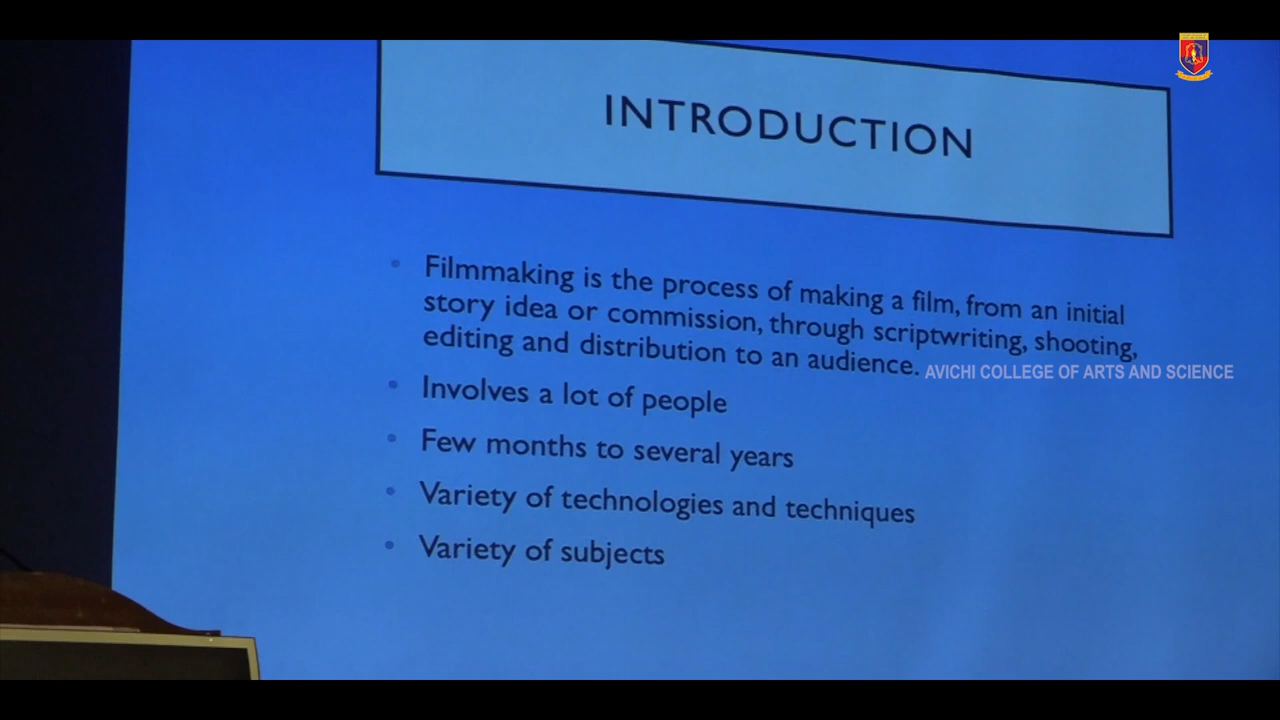 INTRODUCTION
Filmmaking is the process of making a film, from an initial
story idea or commission, through scriptwriting, shooting,
editing and distribution to an audience.
AVICHI COLLEGE OF ARTS AND SCIENCE
Involves a lot of people
Few months to several years
Variety of technologies and techniques
Variety of subjects